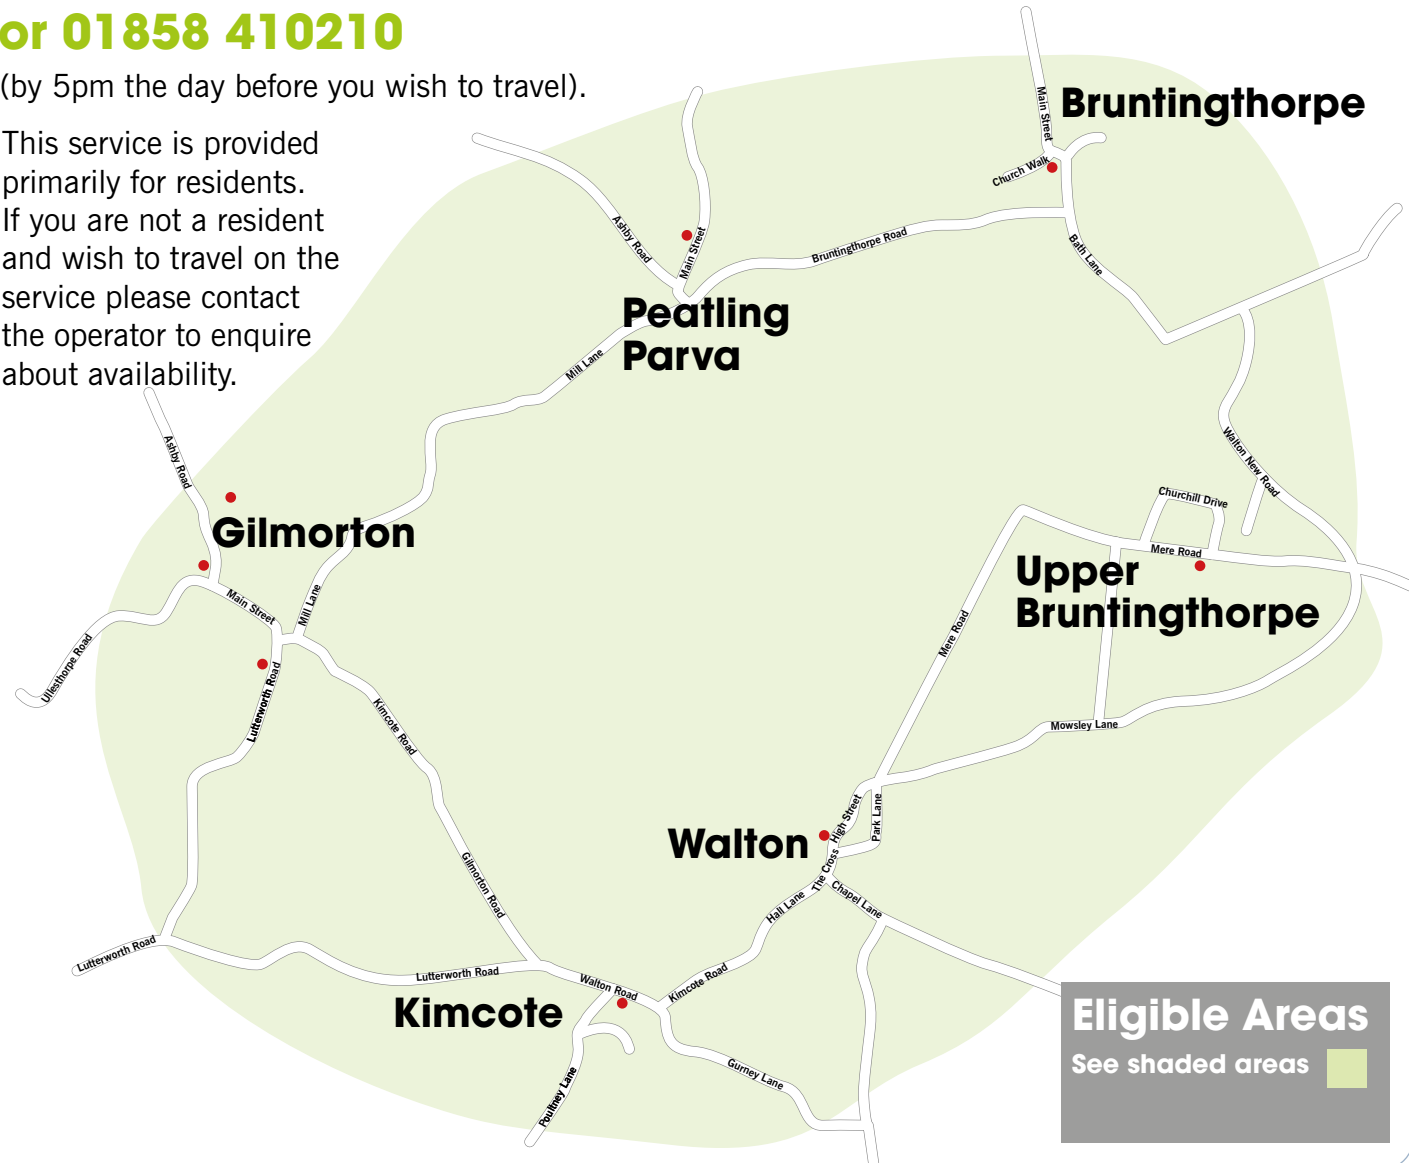 or 01858 410210
(by 5pm the day before you wish to travel).
This service is provided
primarily for residents.
If you are not a resident
and wish to travel on the
service please contact
the operator to enquire
about availability.
Main Street
Bruntingthorpe
Church Walk
Ashby Road
Main Street
Bruntingthorpe Road
Bath Lane
Peatling
Parva
Mill Lane
Ashby Road
Walton New Road
Churchill Drive
Gilmorton
Mere Road
Upper
Bruntingthorpe
Main Street
Mill Lane
Mere Road
Ullesthorpe Road
Lutterworth Road
Kimcote Road
Mowsley Lane
High Street
Park Lane
Walton
The Cross
Gilmorton Road
Hall Lane
Chapel Lane
Lutterworth Road
Lutterworth Road
Walton Road
Kimcote Road
Kimcote
Gurney Lane
Poultney Lane
Eligible Areas
See shaded areas